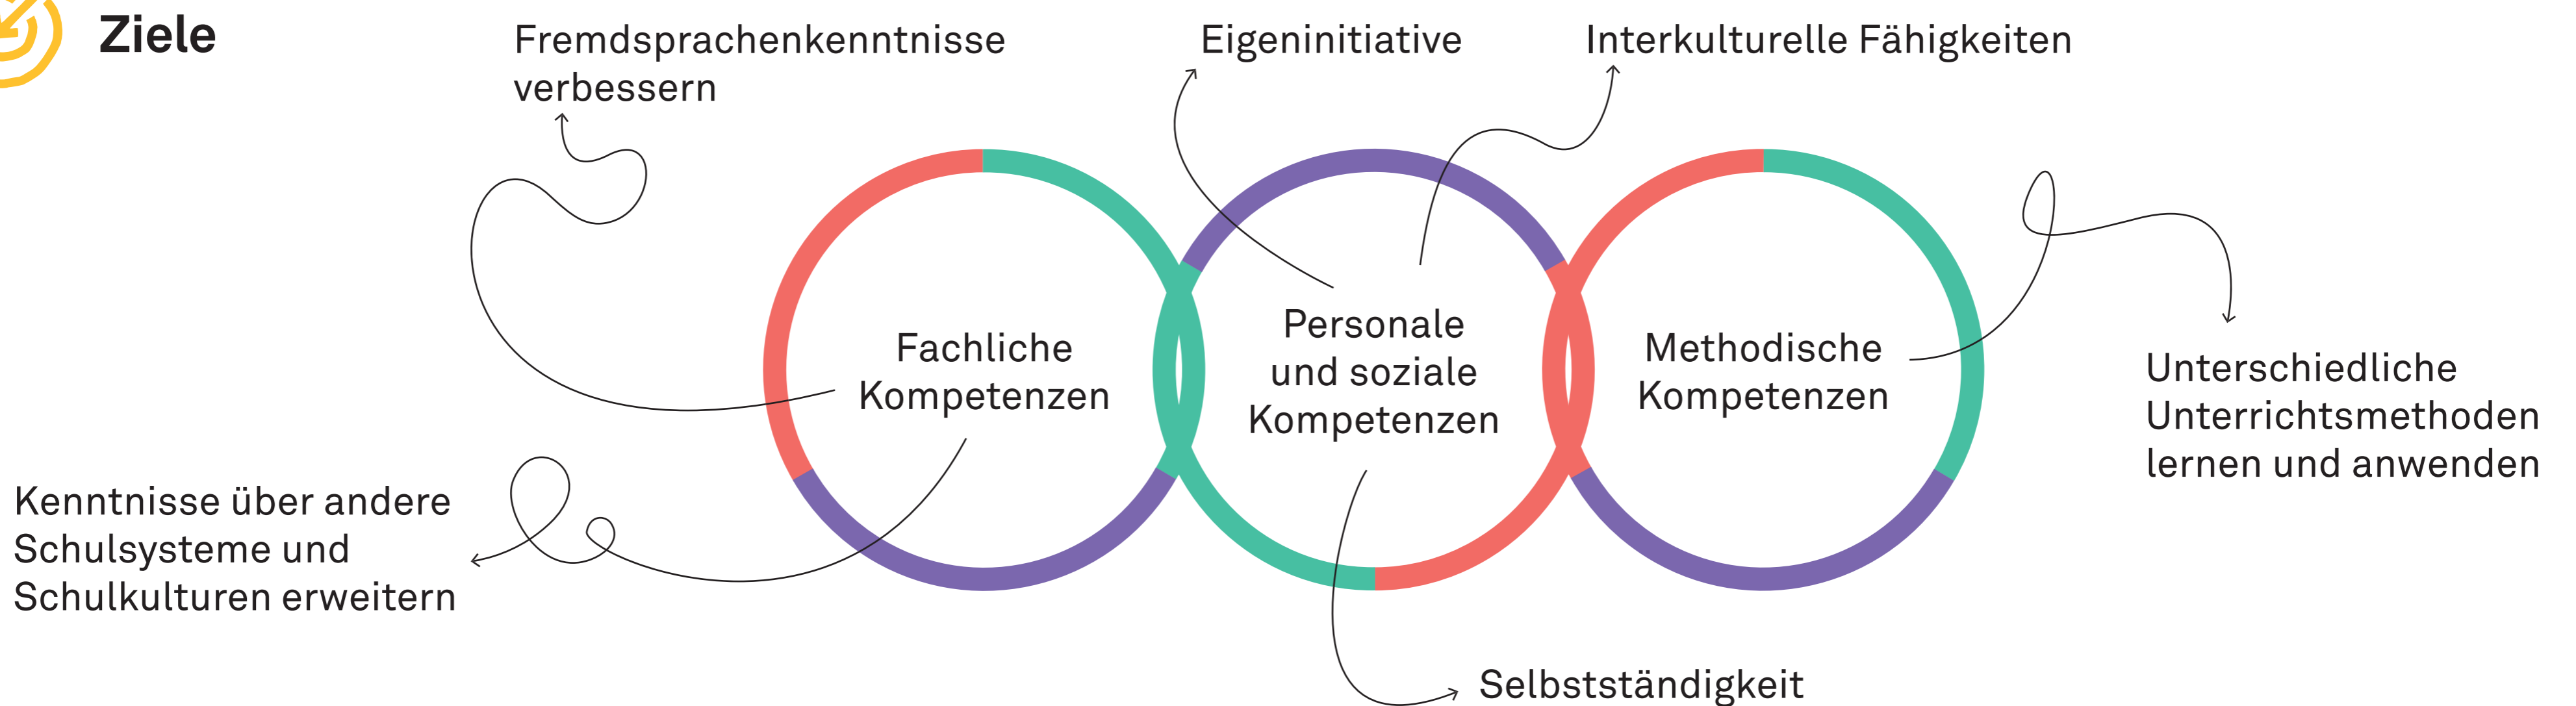 Ziele
Fremdsprachenkenntnisse
verbessern
Eigeninitiative
Interkulturelle Fähigkeiten
Fachliche
Kompetenzen
Personale
und soziale
Kompetenzen
Methodische
Kompetenzen
Unterschiedliche
Unterrichtsmethoden
lernen und anwenden
Kenntnisse über andere
Schulsysteme und
Schulkulturen erweitern
Selbstständigkeit